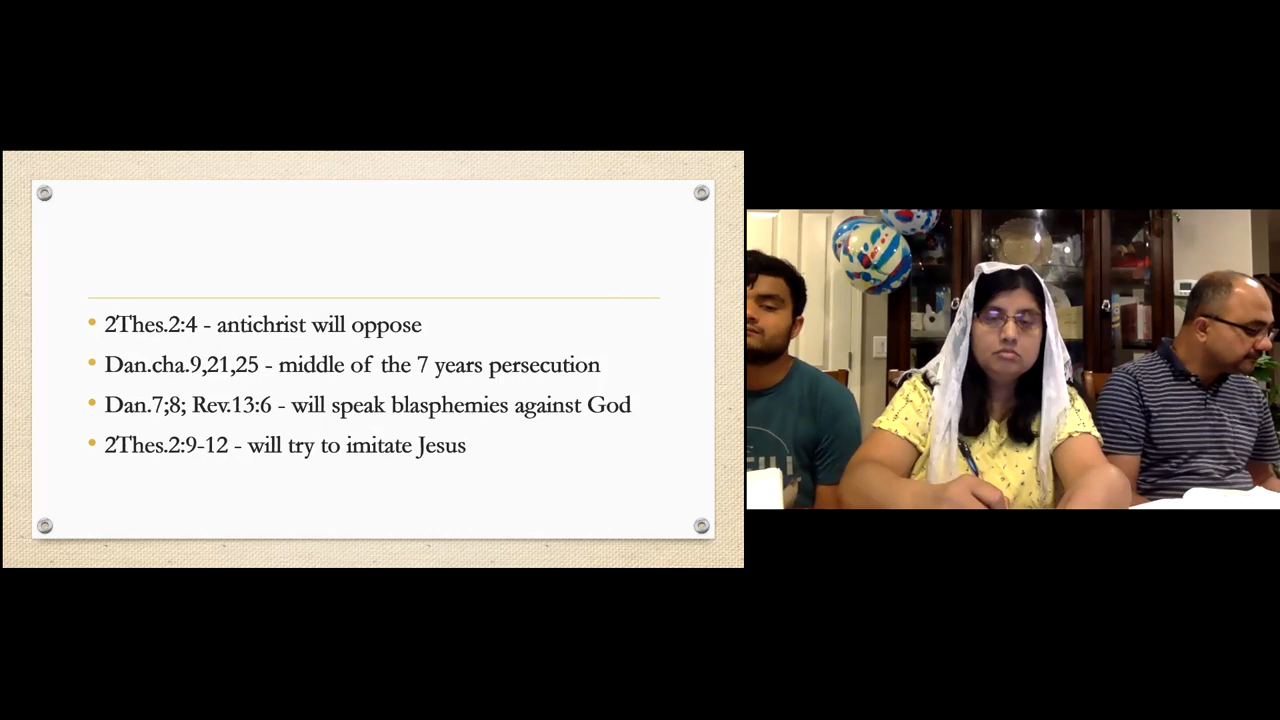 2Thes.2:4 - antichrist will oppose
Dan.cha.9,21,25 - middle of the 7 years persecution
Dan.7;8; Rev.13:6 - will speak blasphemies against God
2Thes.2:9-12 - will try to imitate Jesus